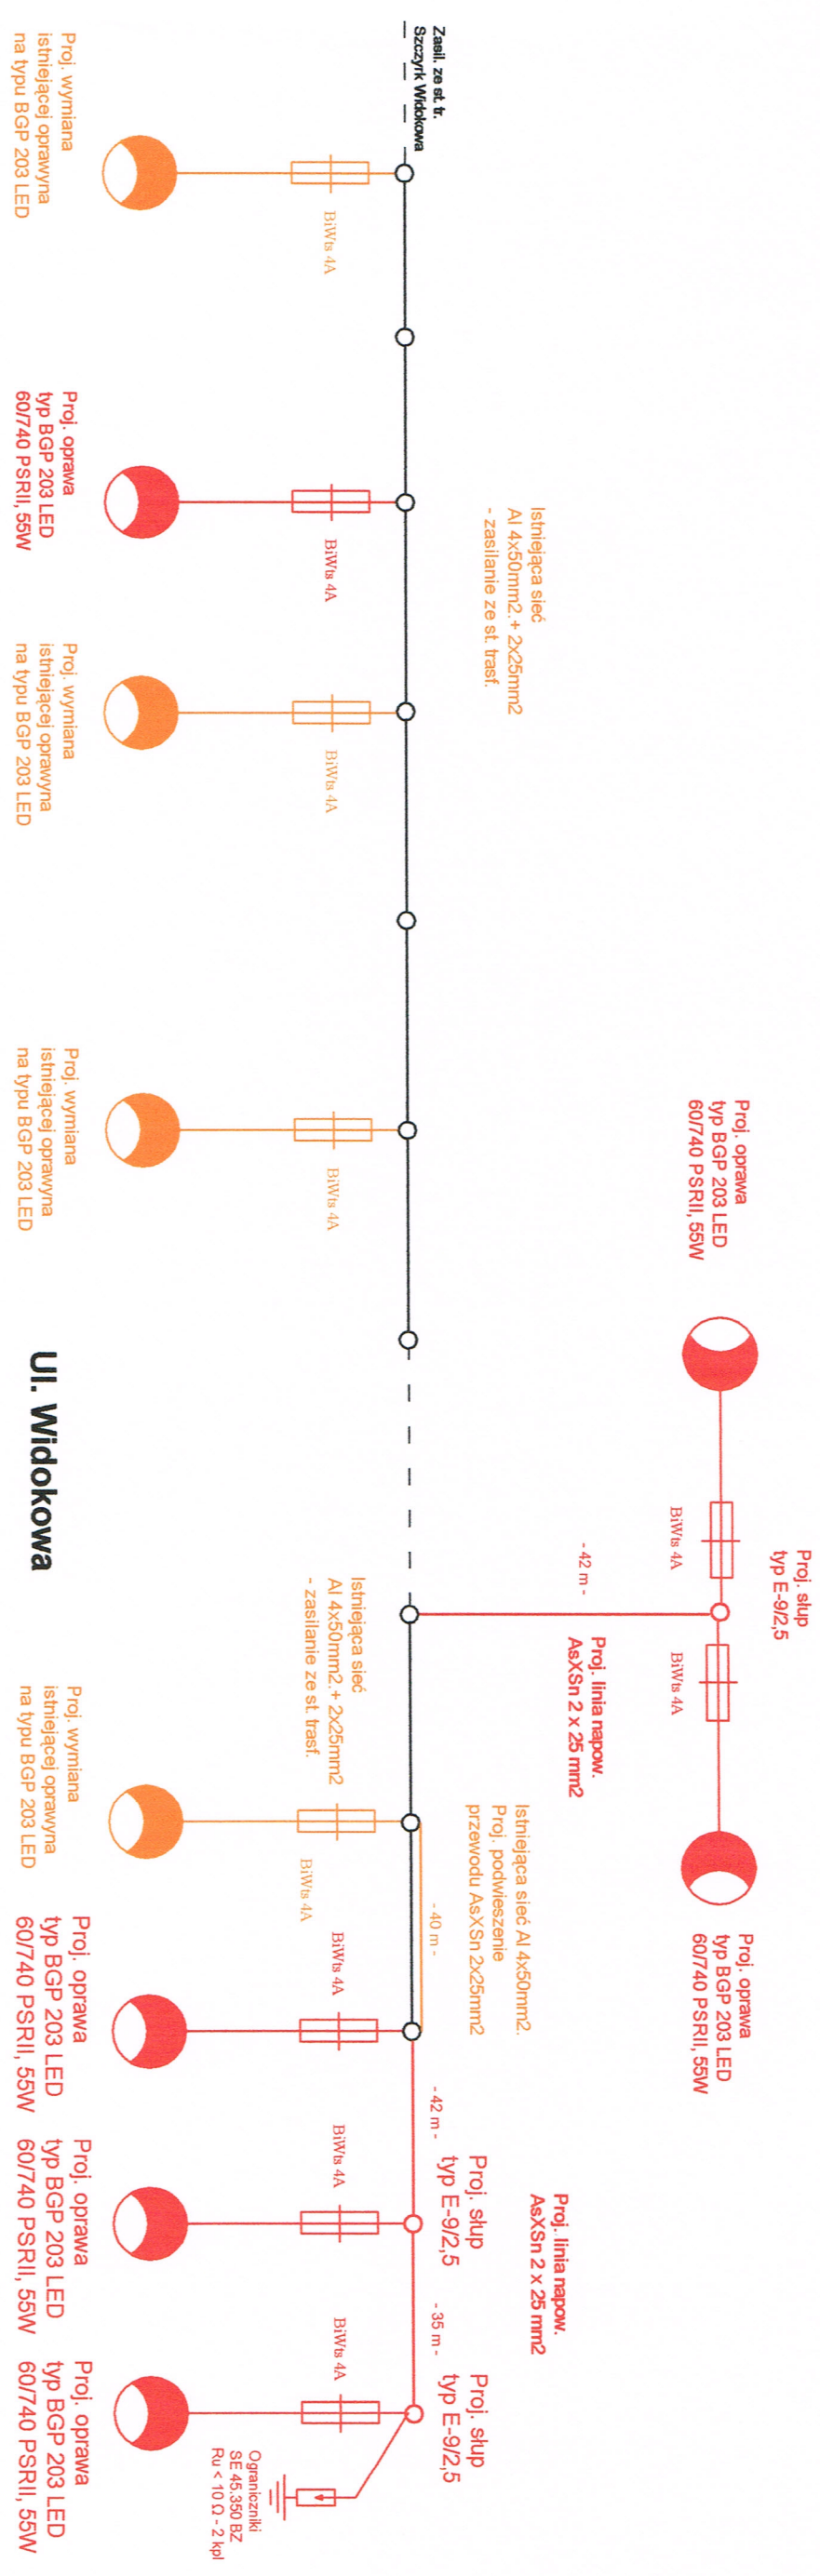 Zasil. ze st. tr.
Szczyrk Widokowa
Proj. wymiana
istniejącej oprawyna
na typu BGP 203 LED
BiWts 4A
Proj. oprawa
typ BGP 203 LED
60/740 PSRII, 55W
BiWts 4A
Istniejąca sieć
Al 4x50mm2.+ 2x25mm2
- zasilanie ze st. trasf.
Proj. wymiana
istniejącej oprawyna
na typu BGP 203 LED
BiWts 4A
Proj. wymiana
istniejącej oprawyna
na typu BGP 203 LED
BiWts 4A
Proj. oprawa
typ BGP 203 LED
60/740 PSRII, 55W
BiWts 4A
Proj. słup
typ E-9/2,5
BiWts 4A
- 42 m -
Proj. linia napow.
AsXSn 2 x 25 mm2
Proj. oprawa
typ BGP 203 LED
60/740 PSRII, 55W
Ul. Widokowa
Istniejąca sieć
Al 4x50mm2.+ 2x25mm2
- zasilanie ze st. trasf.
Proj. wymiana
istniejącej oprawyna
na typu BGP 203 LED
BiWts 4A
Istniejąca sieć Al 4x50mm2.
Proj. podwieszenie
przewodu AsXSn 2x25mm2
- 40 m -
BiWts 4A
Proj. oprawa
typ BGP 203 LED
60/740 PSRII, 55W
- 42 m -
Proj. słup
typ E-9/2,5
BiWts 4A
Proj. oprawa
typ BGP 203 LED
60/740 PSRII, 55W
Proj. linia napow.
AsXSn 2 x 25 mm2
- 35 m -
Proj. słup
typ E-9/2,5
BiWts 4A
Proj. oprawa
typ BGP 203 LED
60/740 PSRII, 55W
Ograniczniki
SE 45.350 BZ
Ru < 10 Ω - 2 kpl